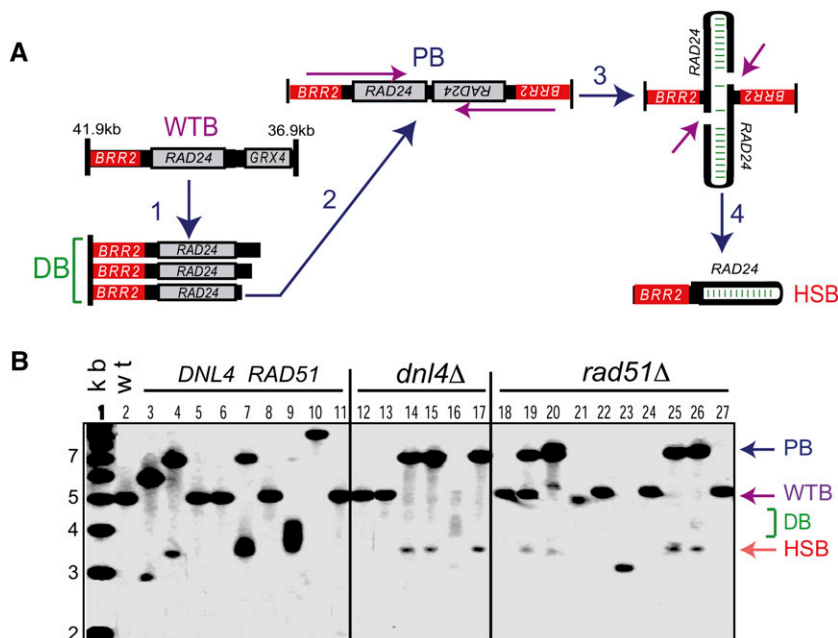 A
PB
3
BRR2 RAD24 RAD24 BRR2
RAD24
BRR2 BRR2
RAD24
41.9kb WTB 36.9kb
BRR2 RAD24 GRX4
1
2
4
DB
BRR2 RAD24
BRR2 RAD24
BRR2 RAD24
RAD24
BRR2 HSB
B
kb wt DNL4 RAD51 dnl4Δ rad51Δ
1 2 3 4 5 6 7 8 9 10 11 12 13 14 15 16 17 18 19 20 21 22 23 24 25 26 27
7 PB
5 WTB
4 DB
HSB
3
2